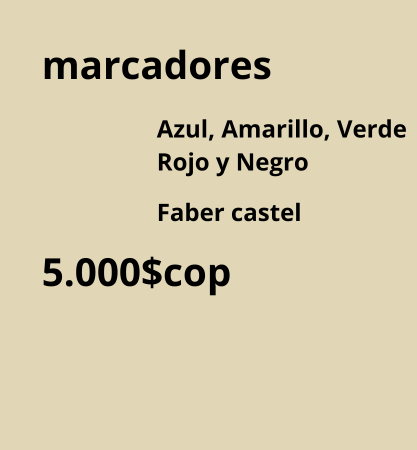 marcadores
Azul, Amarillo, Verde
Rojo y Negro
Faber castel
5.000$cop